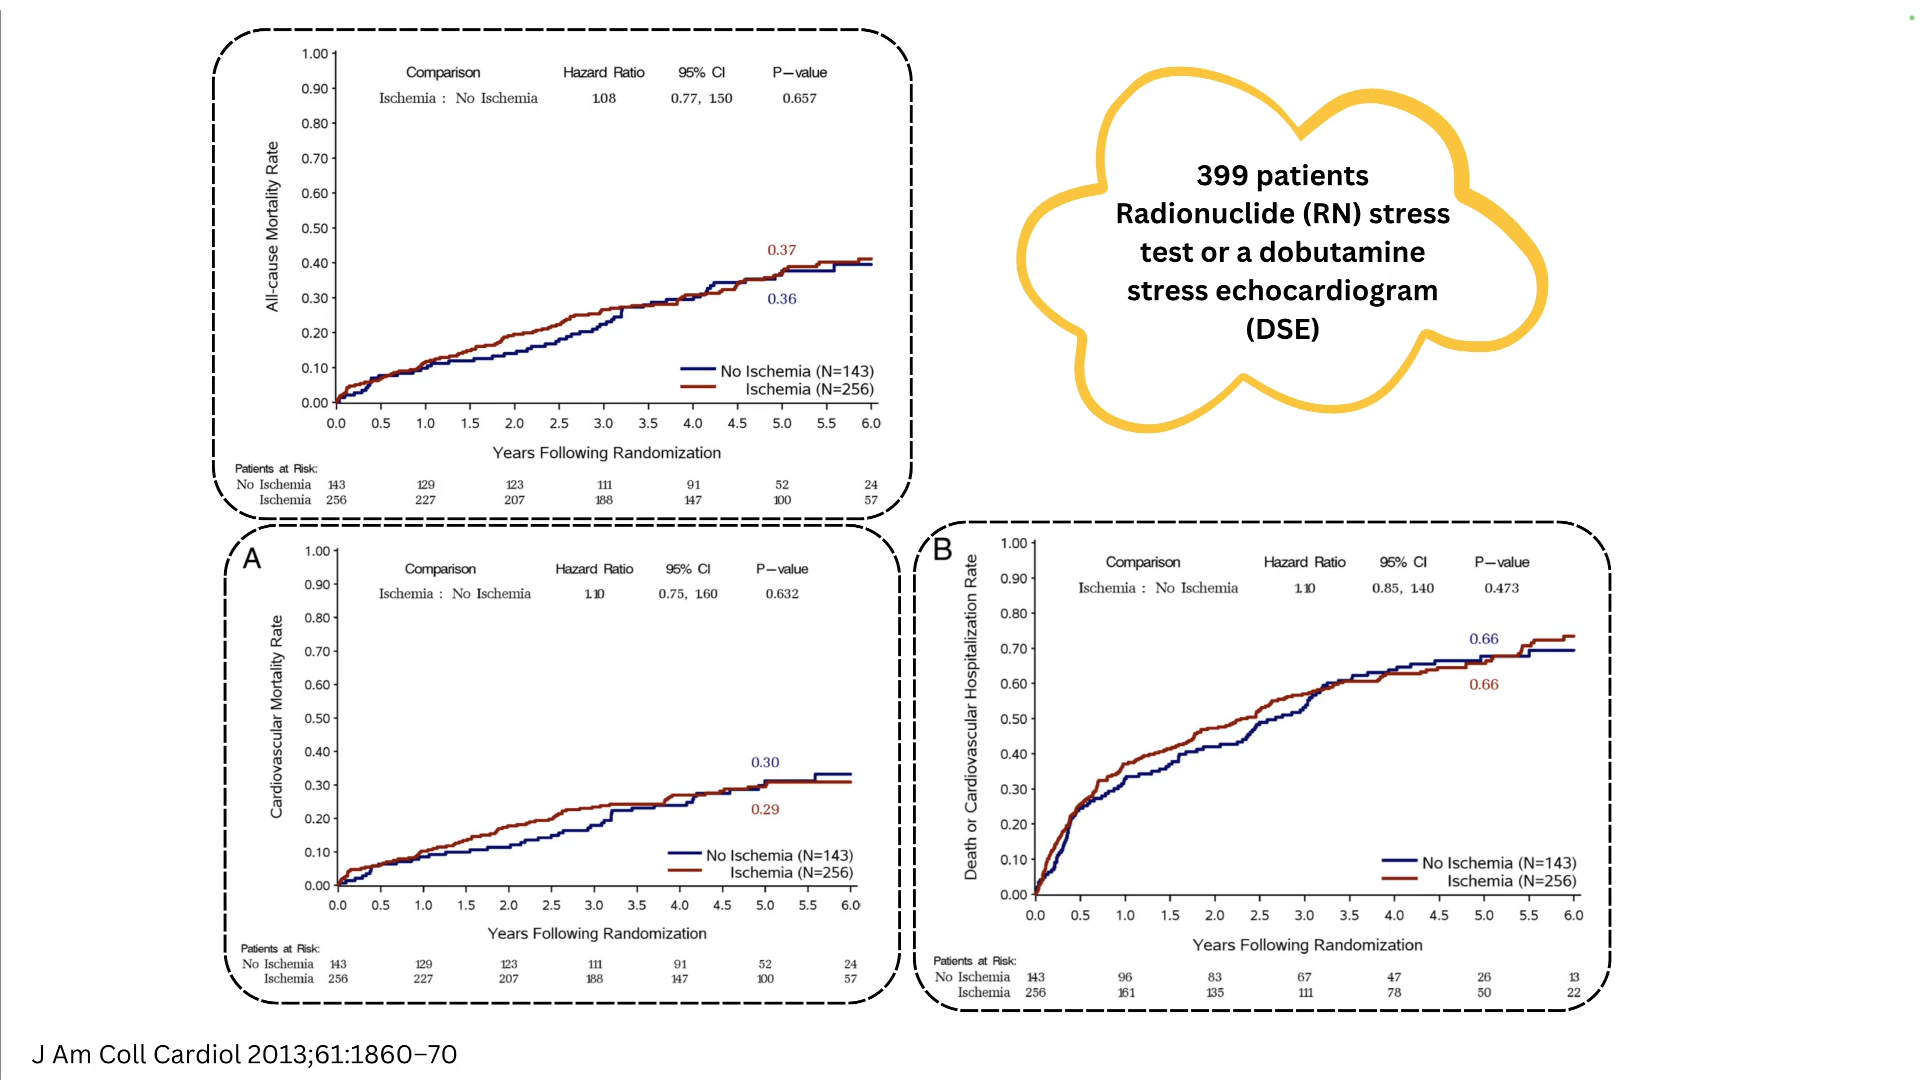 1.00
0.90
0.80
0.70
0.60
0.50
0.40
0.30
0.20
0.10
0.00
All-cause Mortality Rate
Comparison Hazard Ratio 95% CI P-value
Ischemia : No Ischemia 1.08 0.77, 1.50 0.657
0.37
0.36
No Ischemia (N=143)
Ischemia (N=256)
0.0 0.5 1.0 1.5 2.0 2.5 3.0 3.5 4.0 4.5 5.0 5.5 6.0
Years Following Randomization
Patients at Risk:
No Ischemia 143 129 123 111 91 52 24
Ischemia 256 227 207 188 147 100 57
399 patients
Radionuclide (RN) stress
test or a dobutamine
stress echocardiogram
(DSE)
A
1.00
0.90
0.80
0.70
0.60
0.50
0.40
0.30
0.20
0.10
0.00
Cardiovascular Mortality Rate
Comparison Hazard Ratio 95% CI P-value
Ischemia : No Ischemia 1.10 0.75, 1.60 0.632
0.30
0.29
No Ischemia (N=143)
Ischemia (N=256)
0.0 0.5 1.0 1.5 2.0 2.5 3.0 3.5 4.0 4.5 5.0 5.5 6.0
Years Following Randomization
Patients at Risk:
No Ischemia 143 129 123 111 91 52 24
Ischemia 256 227 207 188 147 100 57
B
1.00
0.90
0.80
0.70
0.60
0.50
0.40
0.30
0.20
0.10
0.00
Death or Cardiovascular Hospitalization Rate
Comparison Hazard Ratio 95% CI P-value
Ischemia : No Ischemia 1.10 0.85, 1.40 0.473
0.66
0.66
No Ischemia (N=143)
Ischemia (N=256)
0.0 0.5 1.0 1.5 2.0 2.5 3.0 3.5 4.0 4.5 5.0 5.5 6.0
Years Following Randomization
Patients at Risk:
No Ischemia 143 96 83 67 47 26 13
Ischemia 256 161 135 111 78 50 22
J Am Coll Cardiol 2013;61:1860–70